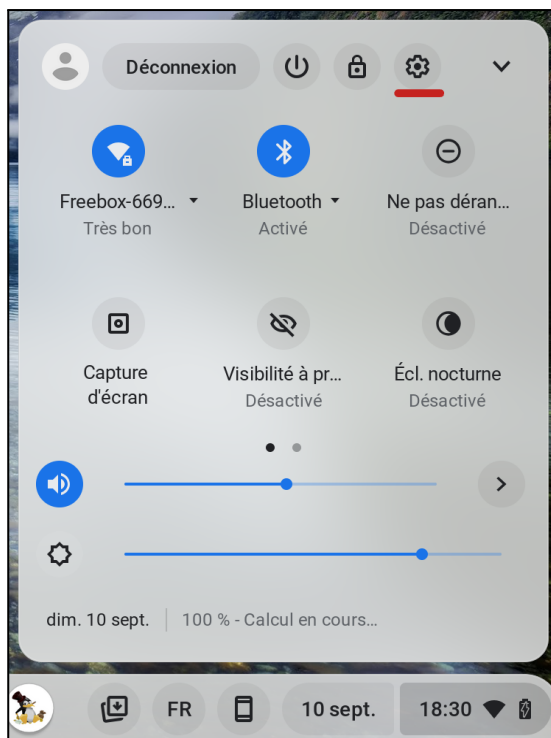 Déconnexion
Freebox-669...
Très bon
Bluetooth
Activé
Ne pas déran...
Désactivé
Capture
d'écran
Visibilité à pr...
Désactivé
Écl. nocturne
Désactivé
dim. 10 sept.
100 % - Calcul en cours...
FR
10 sept.
18:30